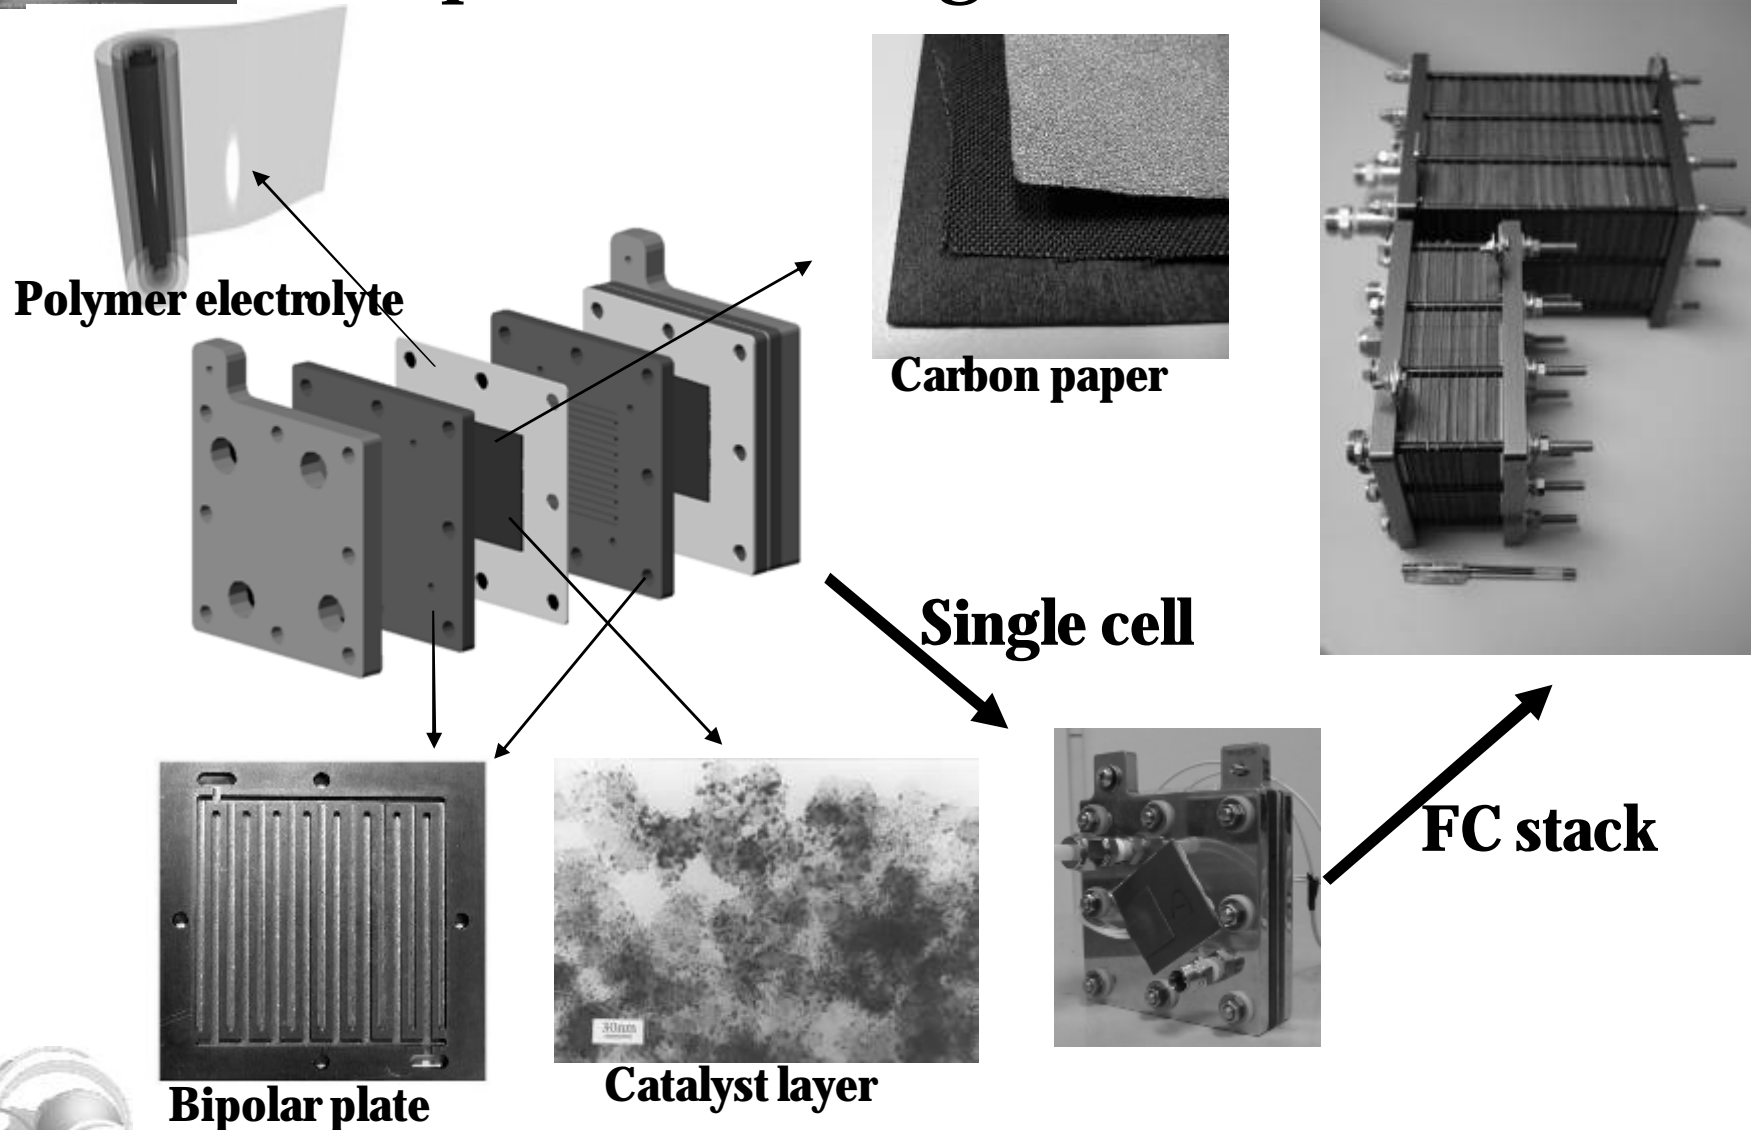 Polymer electrolyte
Carbon paper
Single cell
FC stack
30nm
Bipolar plate
Catalyst layer